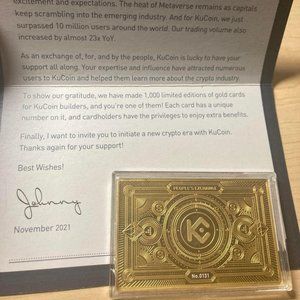 excitement and expectations. The heat of Metaverse remains as capitals
keep scrambling into the emerging industry. And for KuCoin, we just
surpassed 10 million users around the world. Our trading volume also
increased by almost 23x YoY.
As an exchange of, for, and by the people, KuCoin is lucky to have your
support all along. Your expertise and influence have attracted numerous
users to KuCoin and helped them learn more about the crypto industry.
To show our gratitude, we have made 1,000 limited editions of gold cards
for KuCoin builders, and you're one of them! Each card has a unique
number on it, and cardholders have the privileges to enjoy extra benefits.
Finally, I want to invite you to initiate a new crypto era with KuCoin.
Thanks again for your support!
Best Wishes!
Johnny
November 2021
PEOPLE'S EXCHANGE
No.0131